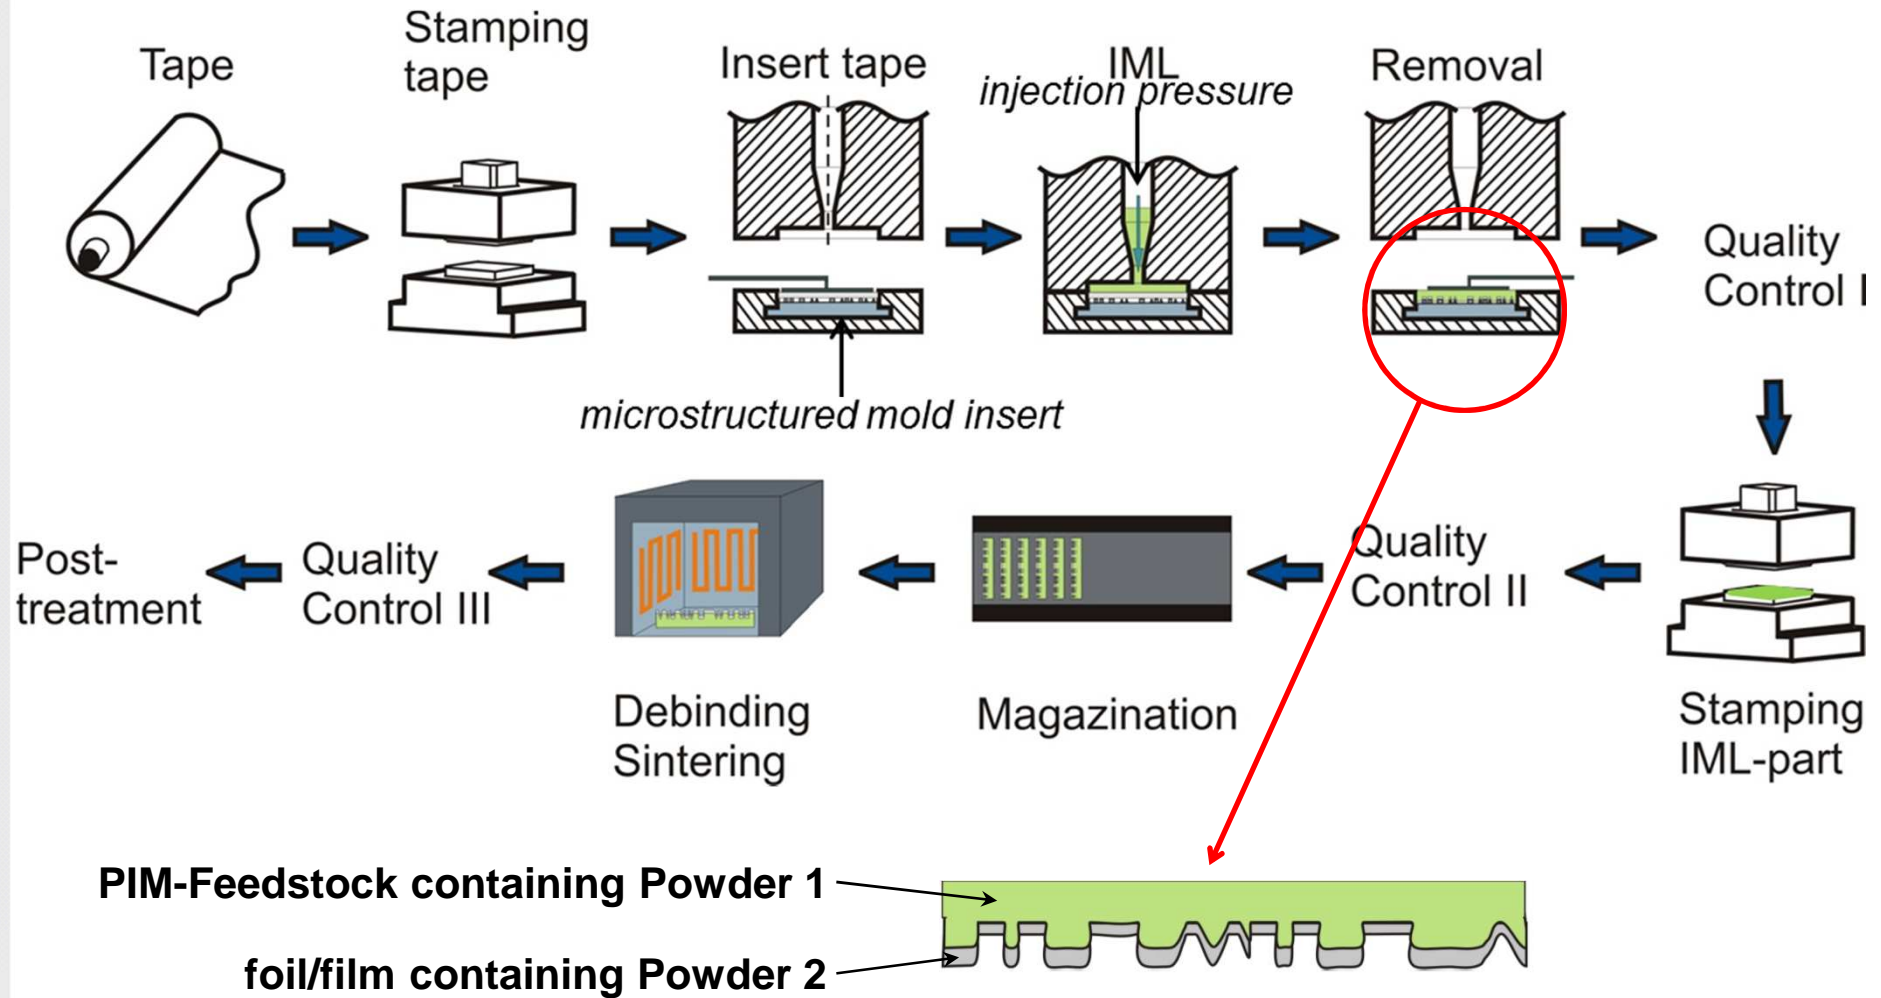 Tape
Stamping
tape
Insert tape
IML
injection pressure
Removal
Quality
Control I
microstructured mold insert
Post-
treatment
Quality
Control III
Debinding
Sintering
Magazination
Quality
Control II
Stamping
IML-part
PIM-Feedstock containing Powder 1
foil/film containing Powder 2